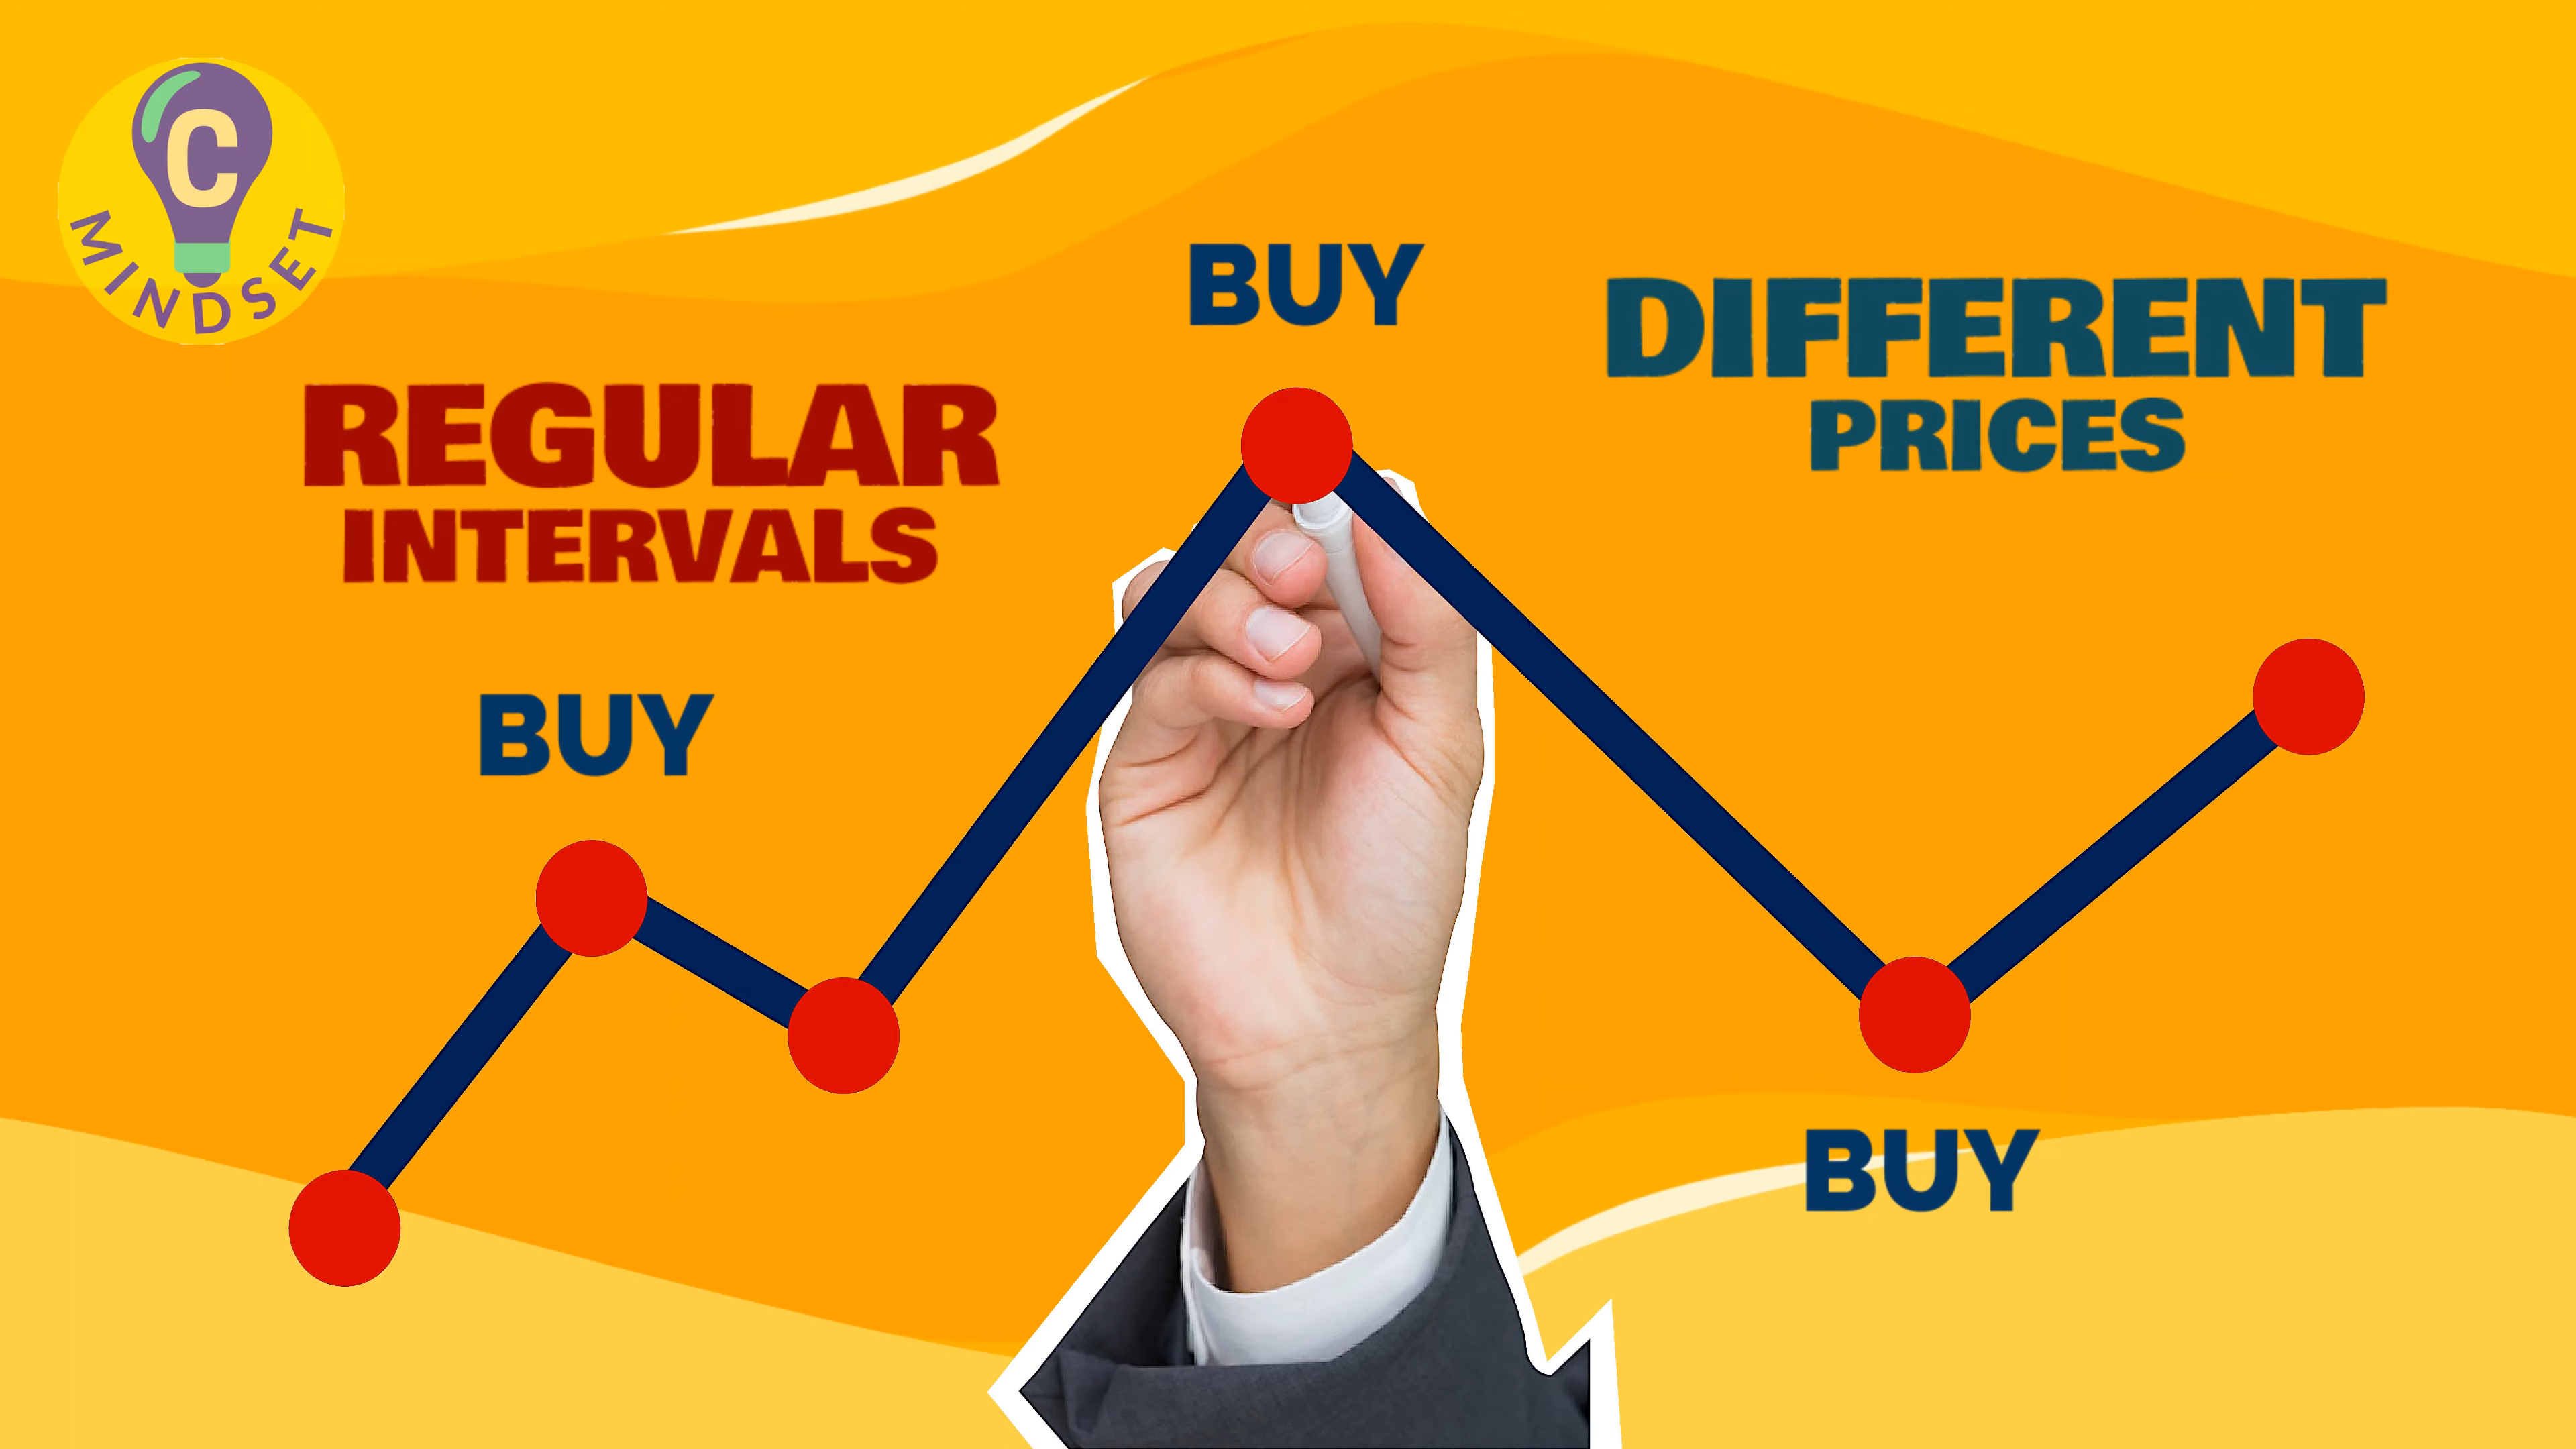 C
MINDSET
BUY
DIFFERENT
PRICES
REGULAR
INTERVALS
BUY
BUY